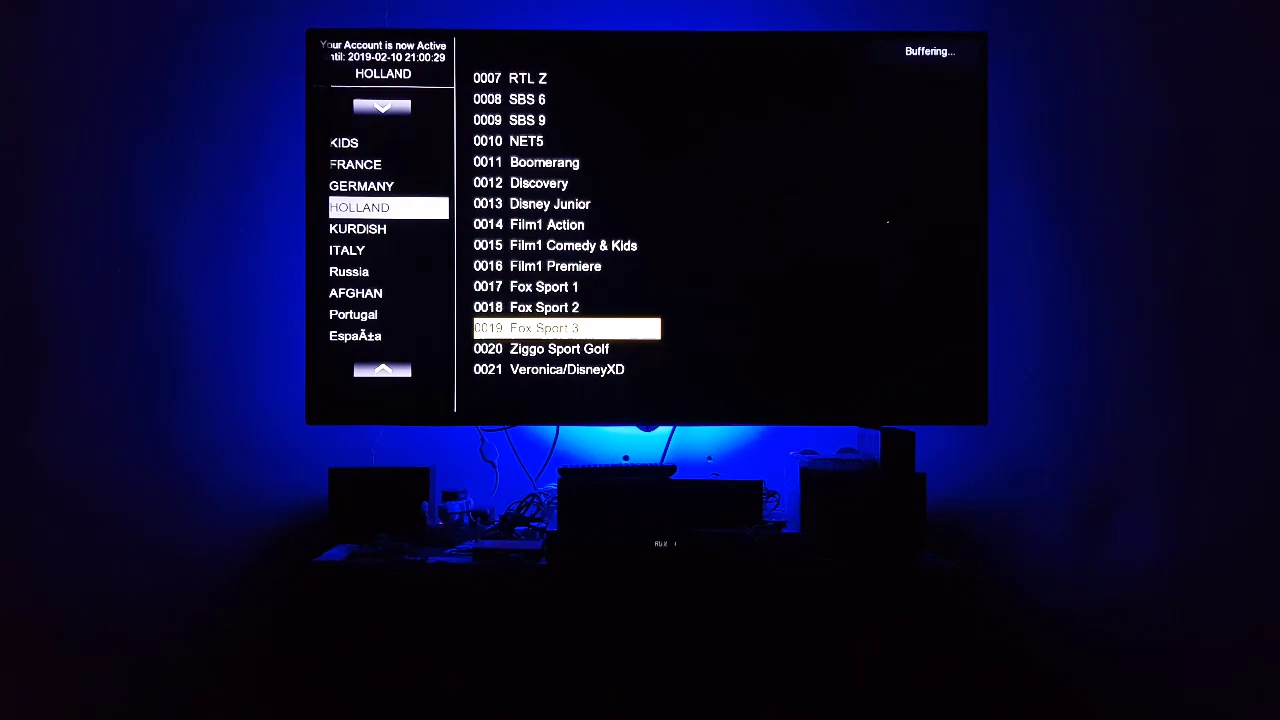 Your Account is now Active
ntil: 2019-02-10 21:00:29
HOLLAND
KIDS
FRANCE
GERMANY
HOLLAND
KURDISH
ITALY
Russia
AFGHAN
Portugal
EspaÃ±a
Buffering...
0007 RTL Z
0008 SBS 6
0009 SBS 9
0010 NET5
0011 Boomerang
0012 Discovery
0013 Disney Junior
0014 Film1 Action
0015 Film1 Comedy & Kids
0016 Film1 Premiere
0017 Fox Sport 1
0018 Fox Sport 2
0019 Fox Sport 3
0020 Ziggo Sport Golf
0021 Veronica/DisneyXD